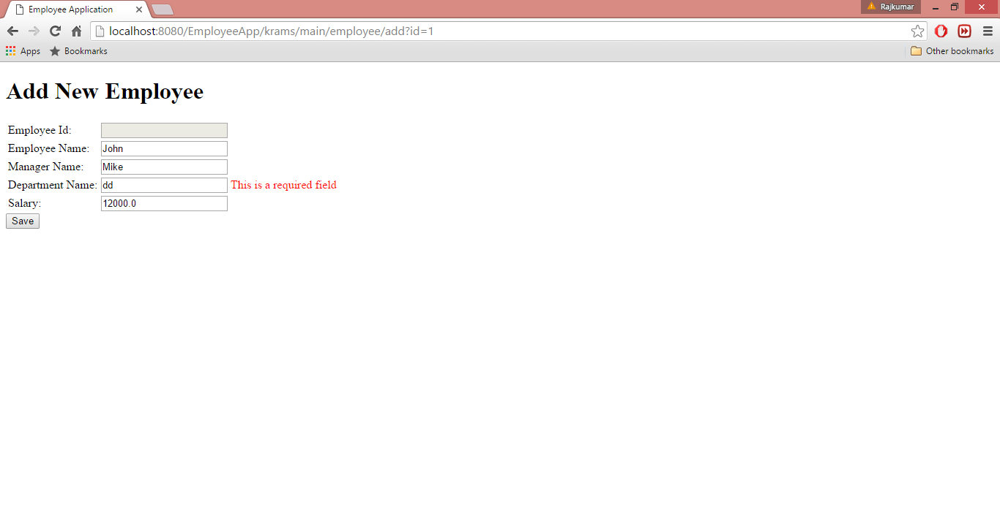 Employee Application
Rajkumar
localhost:8080/EmployeeApp/krams/main/employee/add?id=1
Apps Bookmarks Other bookmarks
Add New Employee
Employee Id:
Employee Name: John
Manager Name: Mike
Department Name: dd This is a required field
Salary: 12000.0
Save